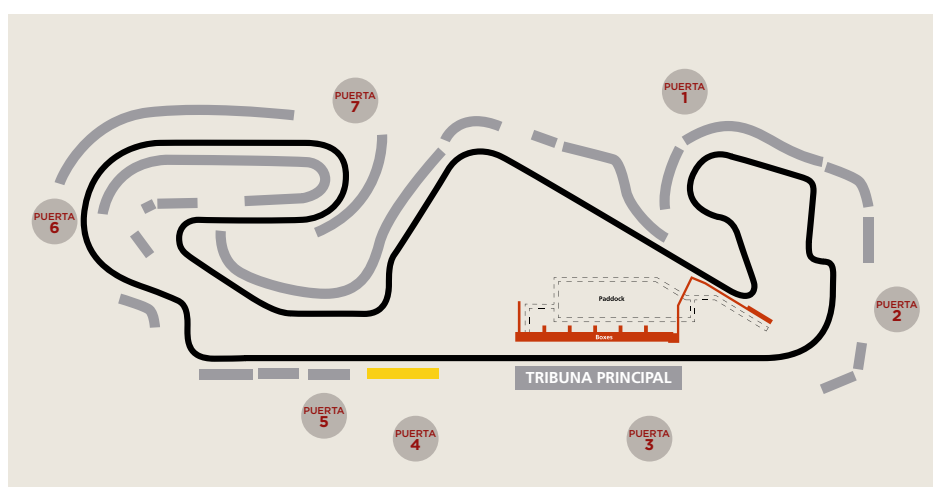 PUERTA
1
PUERTA
7
PUERTA
6
Paddock
PUERTA
2
Boxes
TRIBUNA PRINCIPAL
PUERTA
5
PUERTA
4
PUERTA
3